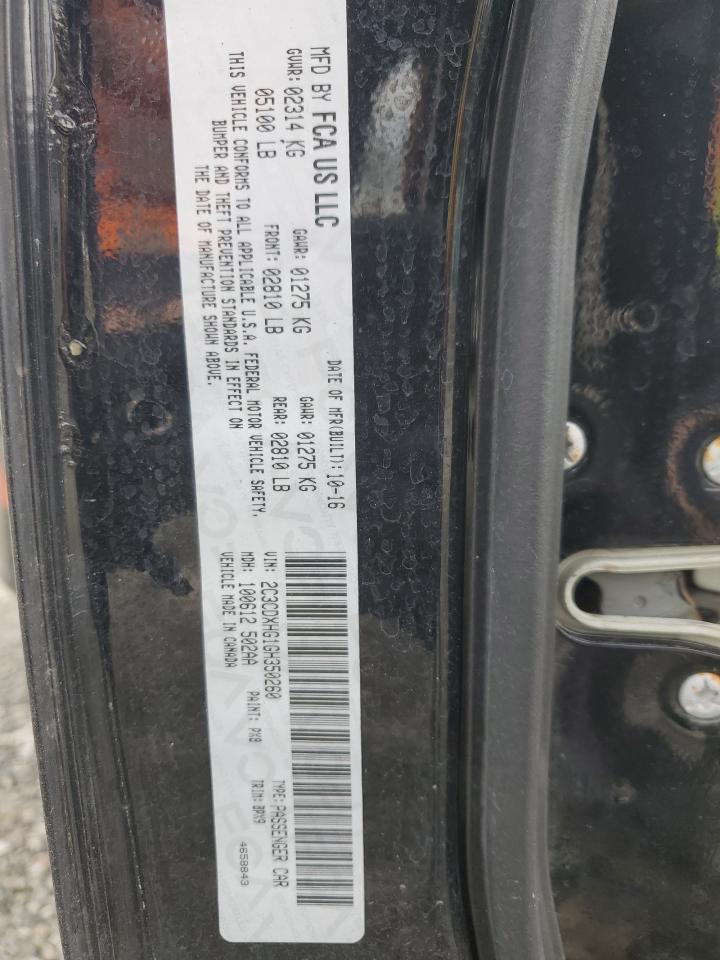 MFD BY FCA US LLC
DATE OF MFR(BUILT): 10-16
GVWR: 02314 KG GAWR: 01275 KG GAWR: 01275 KG
05100 LB FRONT: 02810 LB REAR: 02810 LB
THIS VEHICLE CONFORMS TO ALL APPLICABLE U.S.A. FEDERAL MOTOR VEHICLE SAFETY,
BUMPER AND THEFT PREVENTION STANDARDS IN EFFECT ON
THE DATE OF MANUFACTURE SHOWN ABOVE.
VIN: 2C3CDXHG1GH350260 TYPE: PASSENGER CAR
MDH: 100612 502AA PAINT: PX8 TRIM: BPX9
VEHICLE MADE IN CANADA
4658843